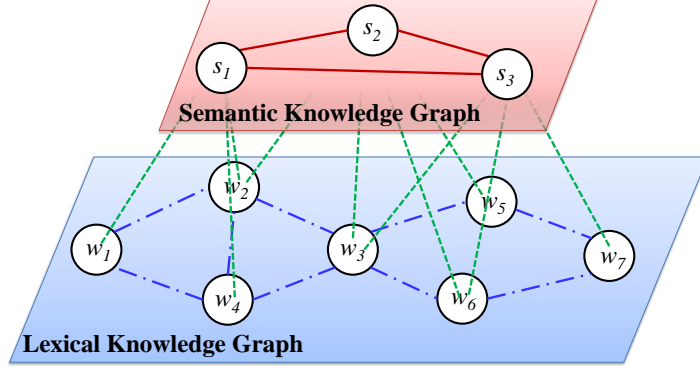 s2
s1
s3
Semantic Knowledge Graph
w2
w5
w1
w3
w7
w4
w6
Lexical Knowledge Graph